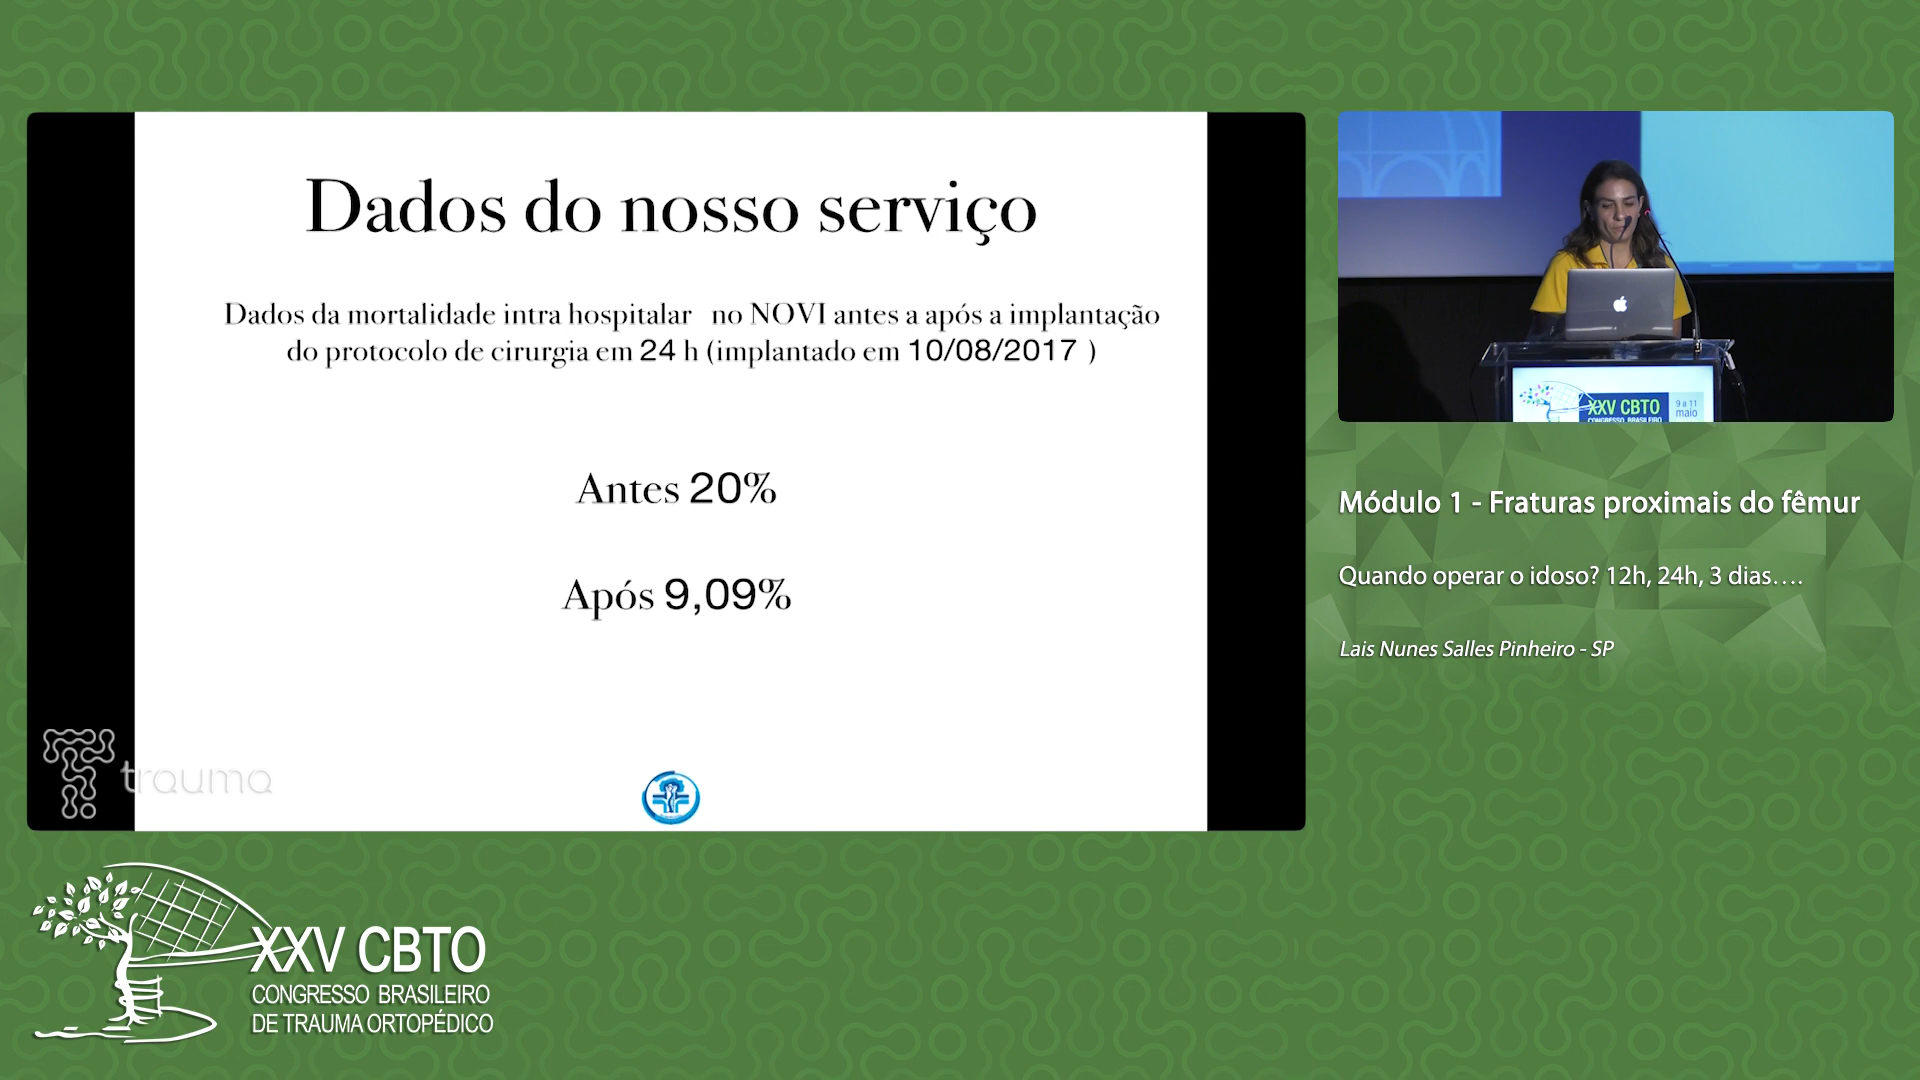 Dados do nosso serviço
Dados da mortalidade intra hospitalar no NOVI antes a após a implantação
do protocolo de cirurgia em 24 h (implantado em 10/08/2017 )
Antes 20%
Após 9,09%
trauma
XXV CBTO
CONGRESSO BRASILEIRO
9 a 11
maio
Módulo 1 - Fraturas proximais do fêmur
Quando operar o idoso? 12h, 24h, 3 dias....
Lais Nunes Salles Pinheiro - SP
XXV CBTO
CONGRESSO BRASILEIRO
DE TRAUMA ORTOPÉDICO